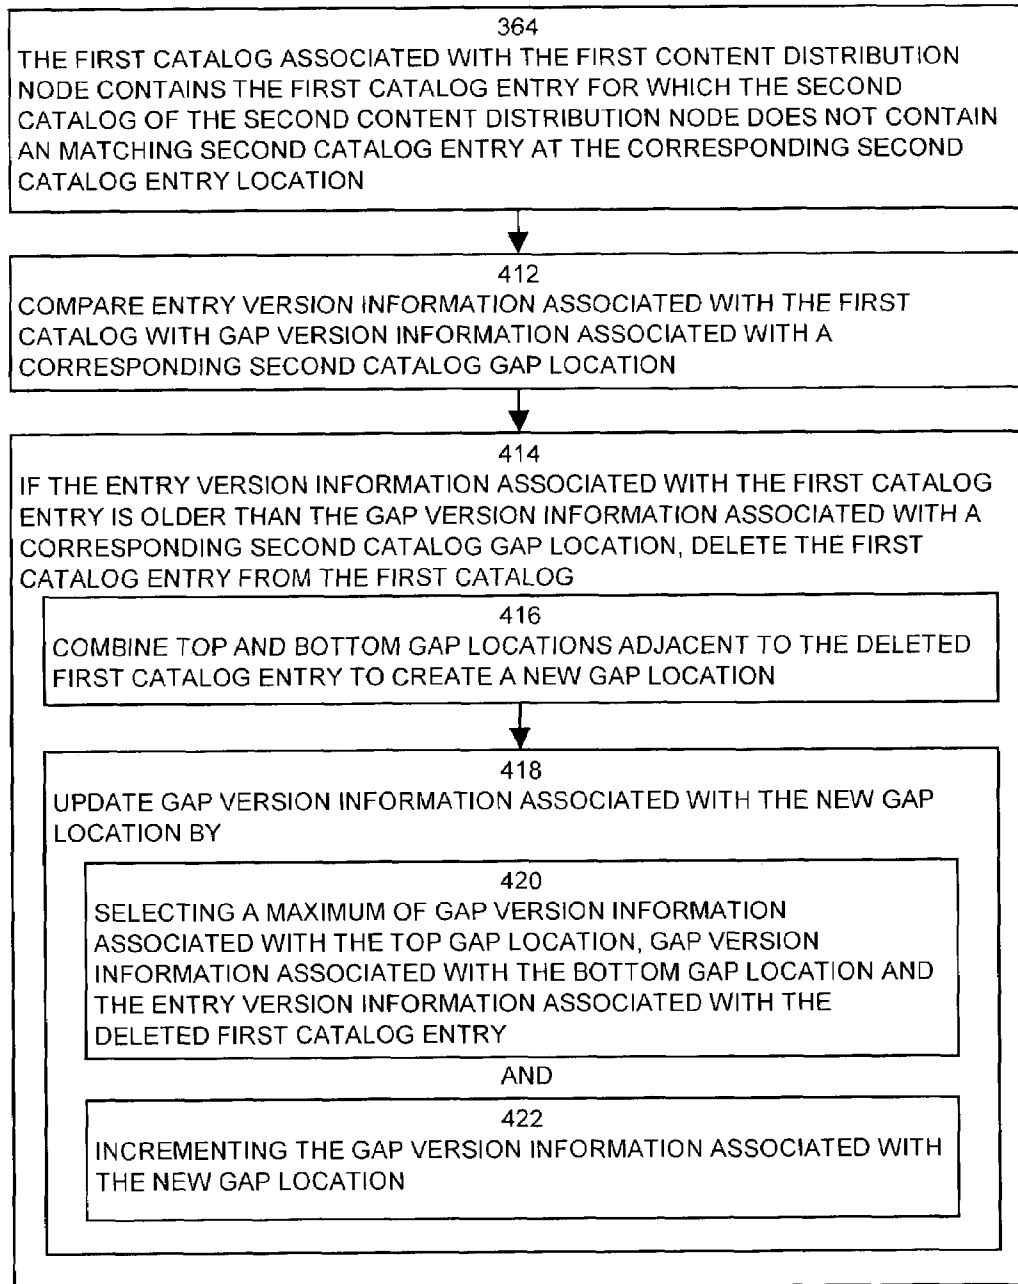 364
THE FIRST CATALOG ASSOCIATED WITH THE FIRST CONTENT DISTRIBUTION
NODE CONTAINS THE FIRST CATALOG ENTRY FOR WHICH THE SECOND
CATALOG OF THE SECOND CONTENT DISTRIBUTION NODE DOES NOT CONTAIN
AN MATCHING SECOND CATALOG ENTRY AT THE CORRESPONDING SECOND
CATALOG ENTRY LOCATION
412
COMPARE ENTRY VERSION INFORMATION ASSOCIATED WITH THE FIRST
CATALOG WITH GAP VERSION INFORMATION ASSOCIATED WITH A
CORRESPONDING SECOND CATALOG GAP LOCATION
414
IF THE ENTRY VERSION INFORMATION ASSOCIATED WITH THE FIRST CATALOG
ENTRY IS OLDER THAN THE GAP VERSION INFORMATION ASSOCIATED WITH A
CORRESPONDING SECOND CATALOG GAP LOCATION, DELETE THE FIRST
CATALOG ENTRY FROM THE FIRST CATALOG
416
COMBINE TOP AND BOTTOM GAP LOCATIONS ADJACENT TO THE DELETED
FIRST CATALOG ENTRY TO CREATE A NEW GAP LOCATION
418
UPDATE GAP VERSION INFORMATION ASSOCIATED WITH THE NEW GAP
LOCATION BY
420
SELECTING A MAXIMUM OF GAP VERSION INFORMATION
ASSOCIATED WITH THE TOP GAP LOCATION, GAP VERSION
INFORMATION ASSOCIATED WITH THE BOTTOM GAP LOCATION AND
THE ENTRY VERSION INFORMATION ASSOCIATED WITH THE
DELETED FIRST CATALOG ENTRY
AND
422
INCREMENTING THE GAP VERSION INFORMATION ASSOCIATED WITH
THE NEW GAP LOCATION